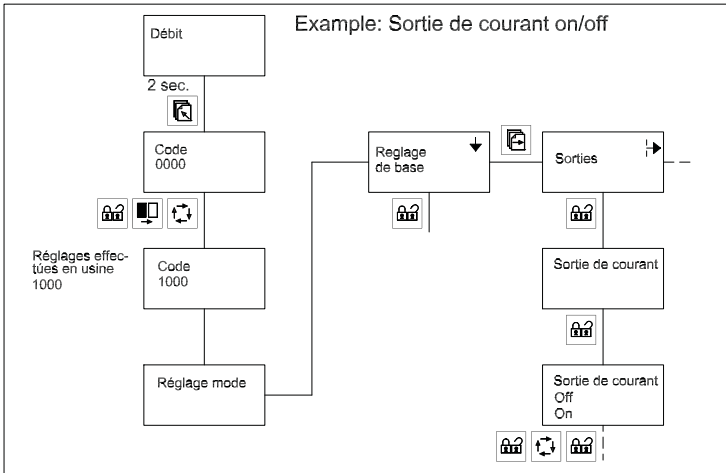 Example: Sortie de courant on/off
Débit
2 sec.
Code
0000
Réglages effec-
túes en usine
1000
Code
1000
Réglage mode
Reglage
de base
Sorties
Sortie de courant
Sortie de courant
Off
On